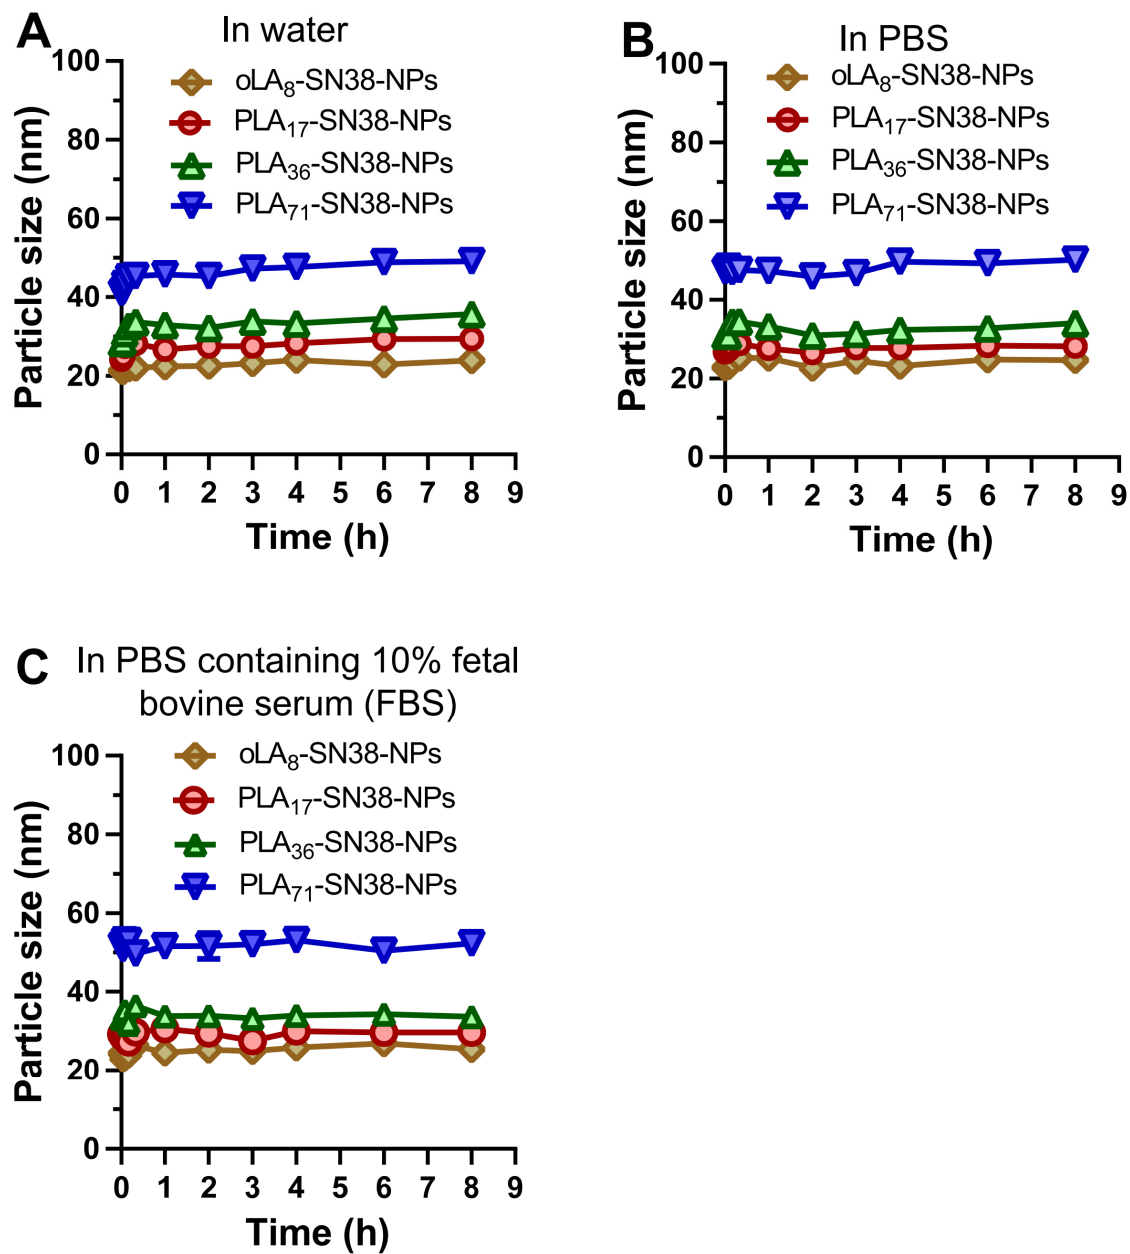 A
In water
100
80
60
40
20
0
Particle size (nm)
oLA8-SN38-NPs
PLA17-SN38-NPs
PLA36-SN38-NPs
PLA71-SN38-NPs
0 1 2 3 4 5 6 7 8 9
Time (h)
B
In PBS
100
80
60
40
20
0
Particle size (nm)
oLA8-SN38-NPs
PLA17-SN38-NPs
PLA36-SN38-NPs
PLA71-SN38-NPs
0 1 2 3 4 5 6 7 8 9
Time (h)
C
In PBS containing 10% fetal
bovine serum (FBS)
100
80
60
40
20
0
Particle size (nm)
oLA8-SN38-NPs
PLA17-SN38-NPs
PLA36-SN38-NPs
PLA71-SN38-NPs
0 1 2 3 4 5 6 7 8 9
Time (h)